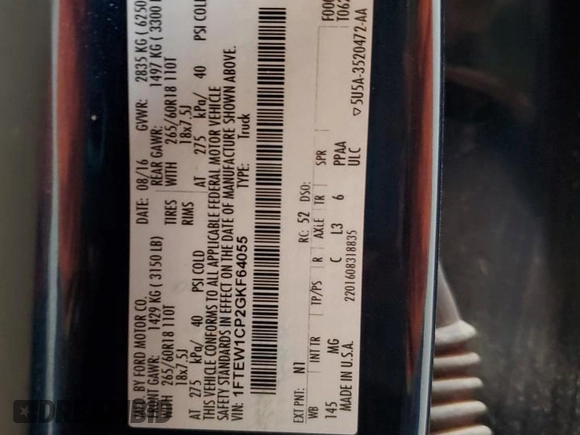 MFD. BY FORD MOTOR CO.
DATE: 08/16 GVWR: 2835 KG ( 6250
FRONT GAWR: 1429 KG ( 3150 LB) REAR GAWR: 1497 KG ( 3300 L
265/60R18 110T TIRES WITH 265/60R18 110T
18x7.5J RIMS 18x7.5J
AT 275 kPa/ 40 PSI COLD AT 275 kPa/ 40 PSI COLD
THIS VEHICLE CONFORMS TO ALL APPLICABLE FEDERAL MOTOR VEHICLE
SAFETY STANDARDS IN EFFECT ON THE DATE OF MANUFACTURE SHOWN ABOVE.
VIN: 1FTEW1CP2GKF64055 TYPE: Truck
F000
T062
EXT PNT: N1 RC: 52 DSO:
WB INT TR TP/PS R AXLE TR SPR
145 MG C L3 6 PPAA
ULC
MADE IN U.S.A. 2201608318835 5U5A-3520472-AA